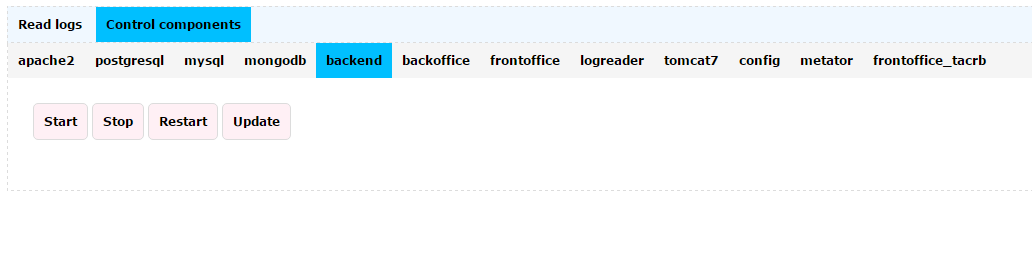 Read logs Control components
apache2 postgresql mysql mongodb backend backoffice frontoffice logreader tomcat7 config metator frontoffice_tacrb
Start Stop Restart Update